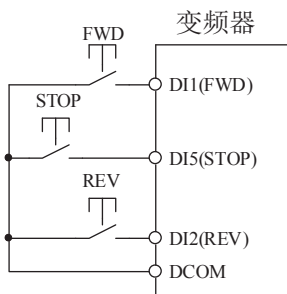 变频器
FWD
DI1(FWD)
STOP
DI5(STOP)
REV
DI2(REV)
DCOM